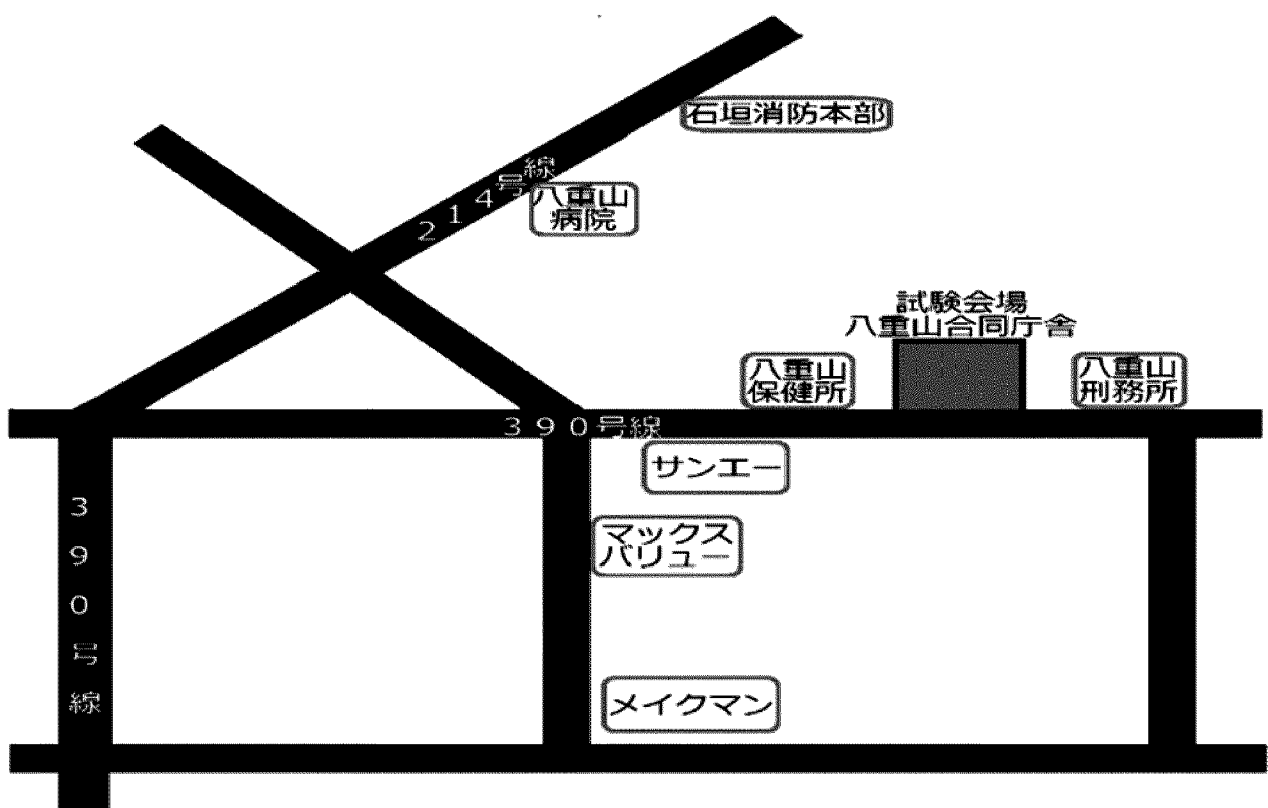 石垣消防本部
214号線
八重山
病院
試験会場
八重山合同庁舎
八重山
保健所
八重山
刑務所
390号線
サンエー
390号線
マックス
バリュー
メイクマン